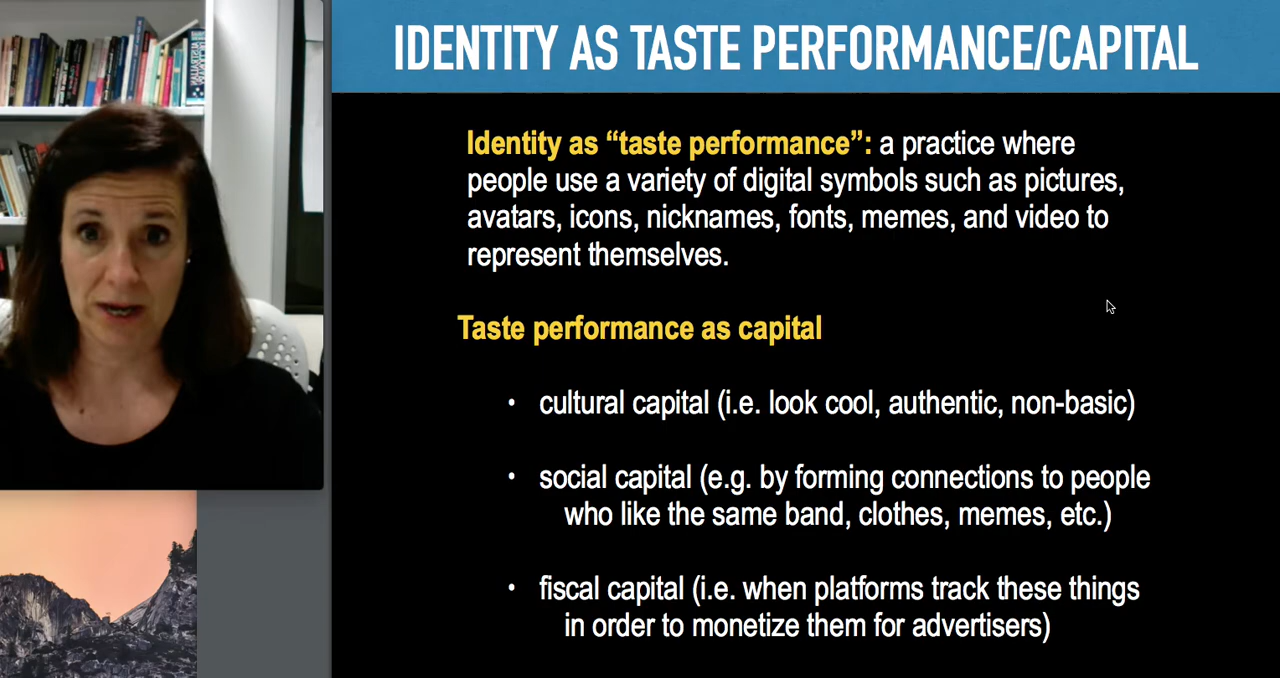 IDENTITY AS TASTE PERFORMANCE/CAPITAL
Identity as “taste performance”: a practice where
people use a variety of digital symbols such as pictures,
avatars, icons, nicknames, fonts, memes, and video to
represent themselves.
Taste performance as capital
• cultural capital (i.e. look cool, authentic, non-basic)
• social capital (e.g. by forming connections to people
who like the same band, clothes, memes, etc.)
• fiscal capital (i.e. when platforms track these things
in order to monetize them for advertisers)